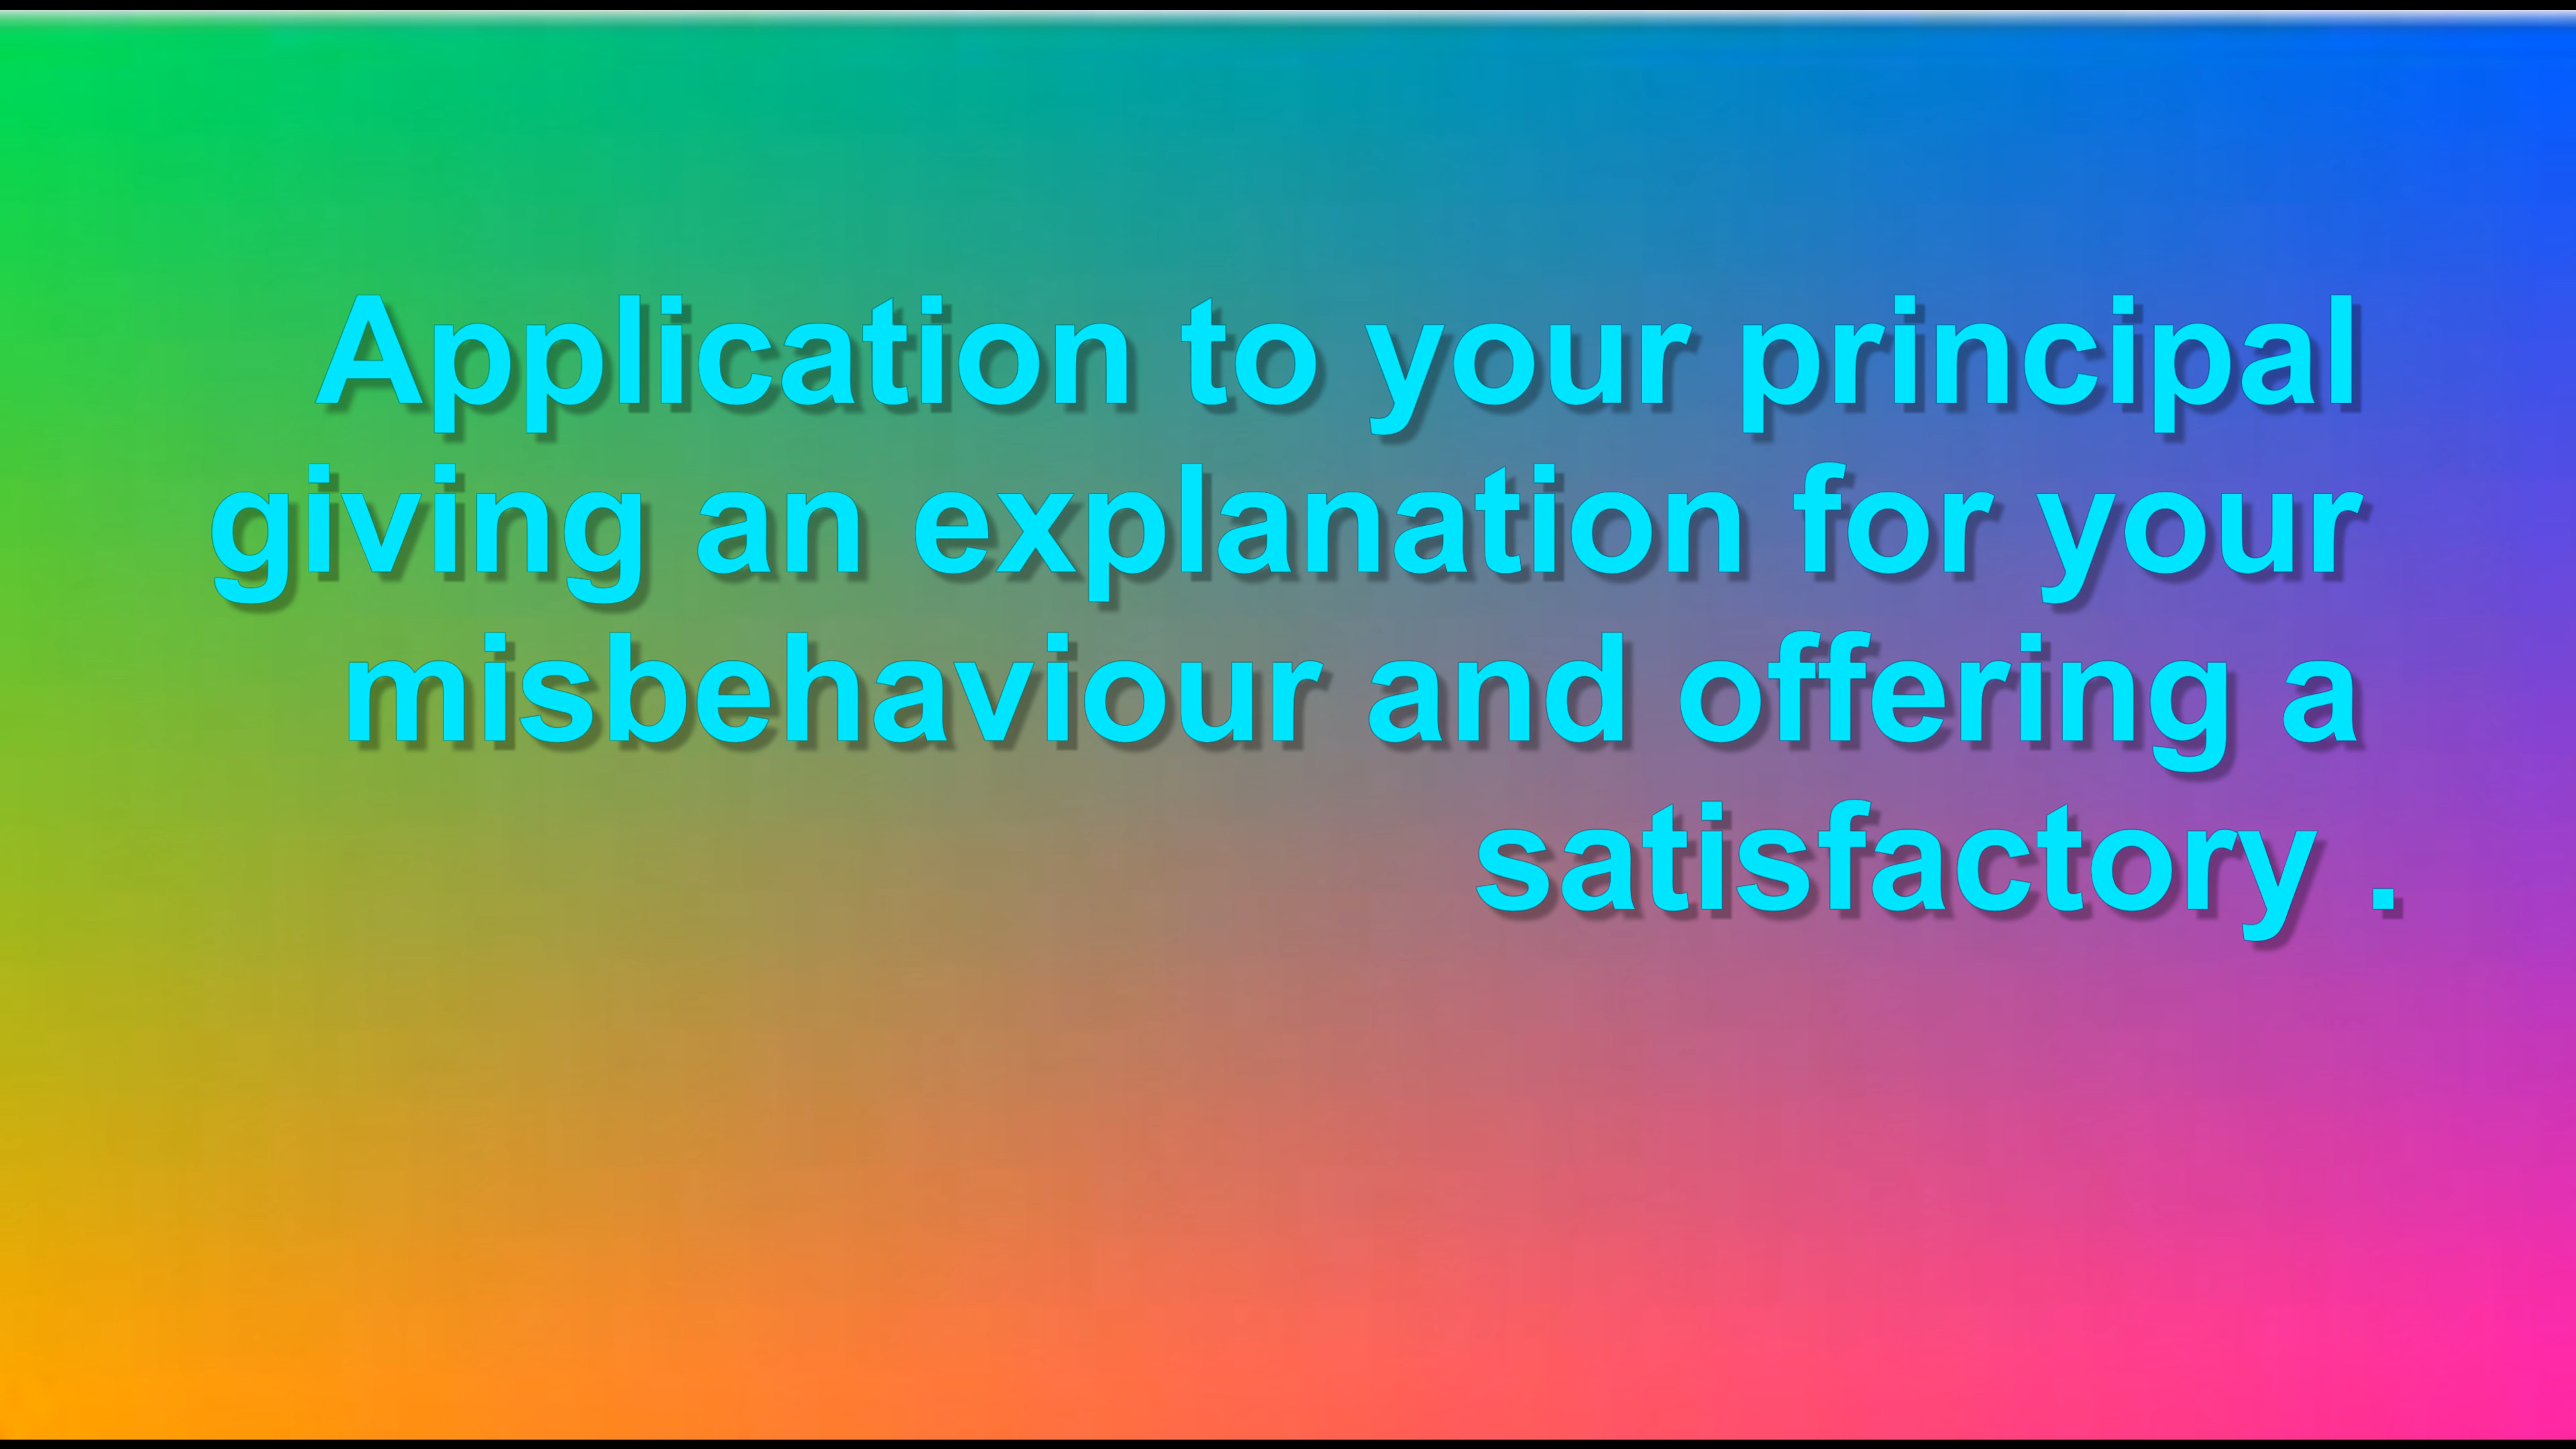 Application to your principal
giving an explanation for your
misbehaviour and offering a
satisfactory .